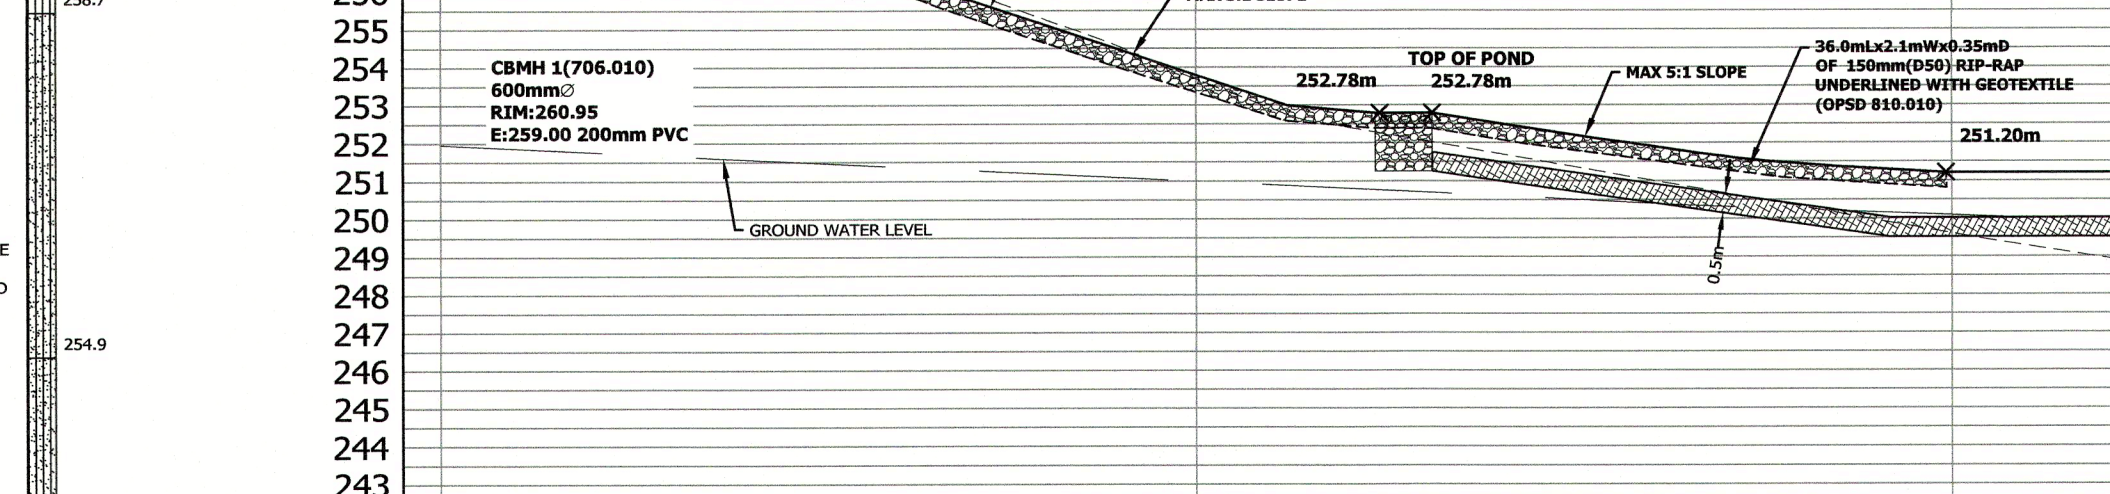 258.7
254.9
E
255
254
253
252
251
250
249
248
247
246
245
244
243
CBMH 1(706.010)
600mm∅
RIM:260.95
E:259.00 200mm PVC
GROUND WATER LEVEL
TOP OF POND
252.78m 252.78m
MAX 5:1 SLOPE
36.0mLx2.1mWx0.35mD
OF 150mm(D50) RIP-RAP
UNDERLINED WITH GEOTEXTILE
(OPSD 810.010)
251.20m
0.5m